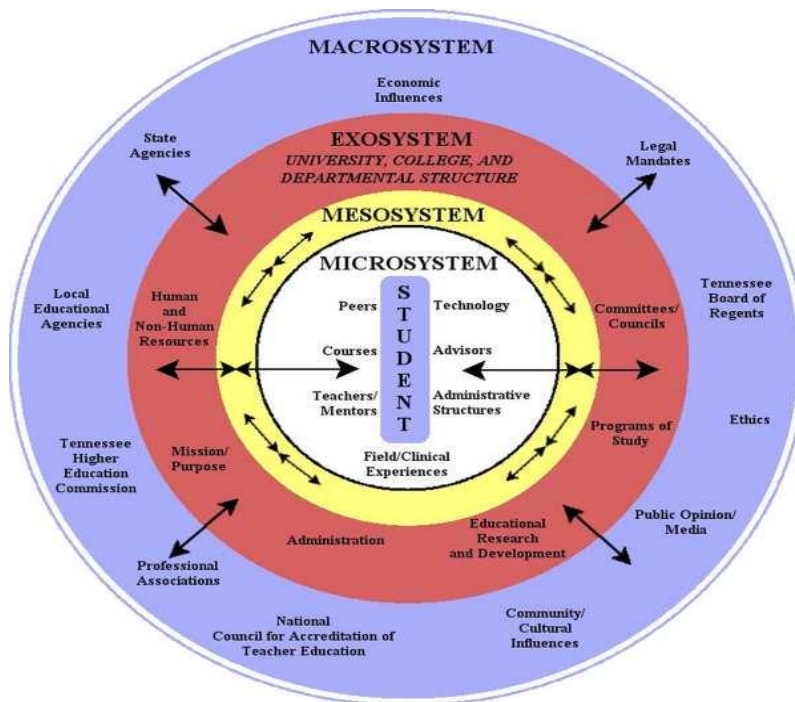 MACROSYSTEM
Economic
Influences
State
Agencies
Legal
Mandates
Local
Educational
Agencies
Tennessee
Board of
Regents
Tennessee
Higher
Education
Commission
Ethics
Professional
Associations
Public Opinion/
Media
National
Council for Accreditation of
Teacher Education
Community/
Cultural
Influences
EXOSYSTEM
UNIVERSITY, COLLEGE, AND
DEPARTMENTAL STRUCTURE
Human
and
Non-Human
Resources
Committees/
Councils
Mission/
Purpose
Programs of
Study
Administration
Educational
Research
and Development
MESOSYSTEM
MICROSYSTEM
STUDENT
Peers
Technology
Courses
Advisors
Teachers/
Mentors
Administrative
Structures
Field/Clinical
Experiences